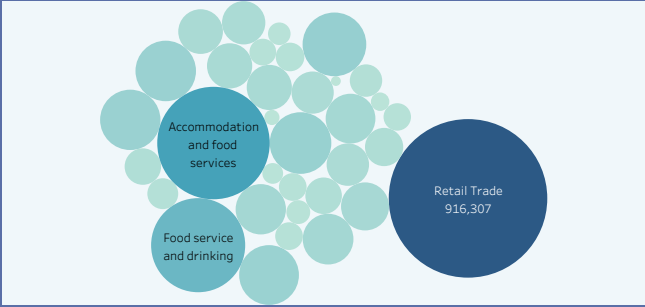 Accommodation
and food
services
Retail Trade
916,307
Food service
and drinking